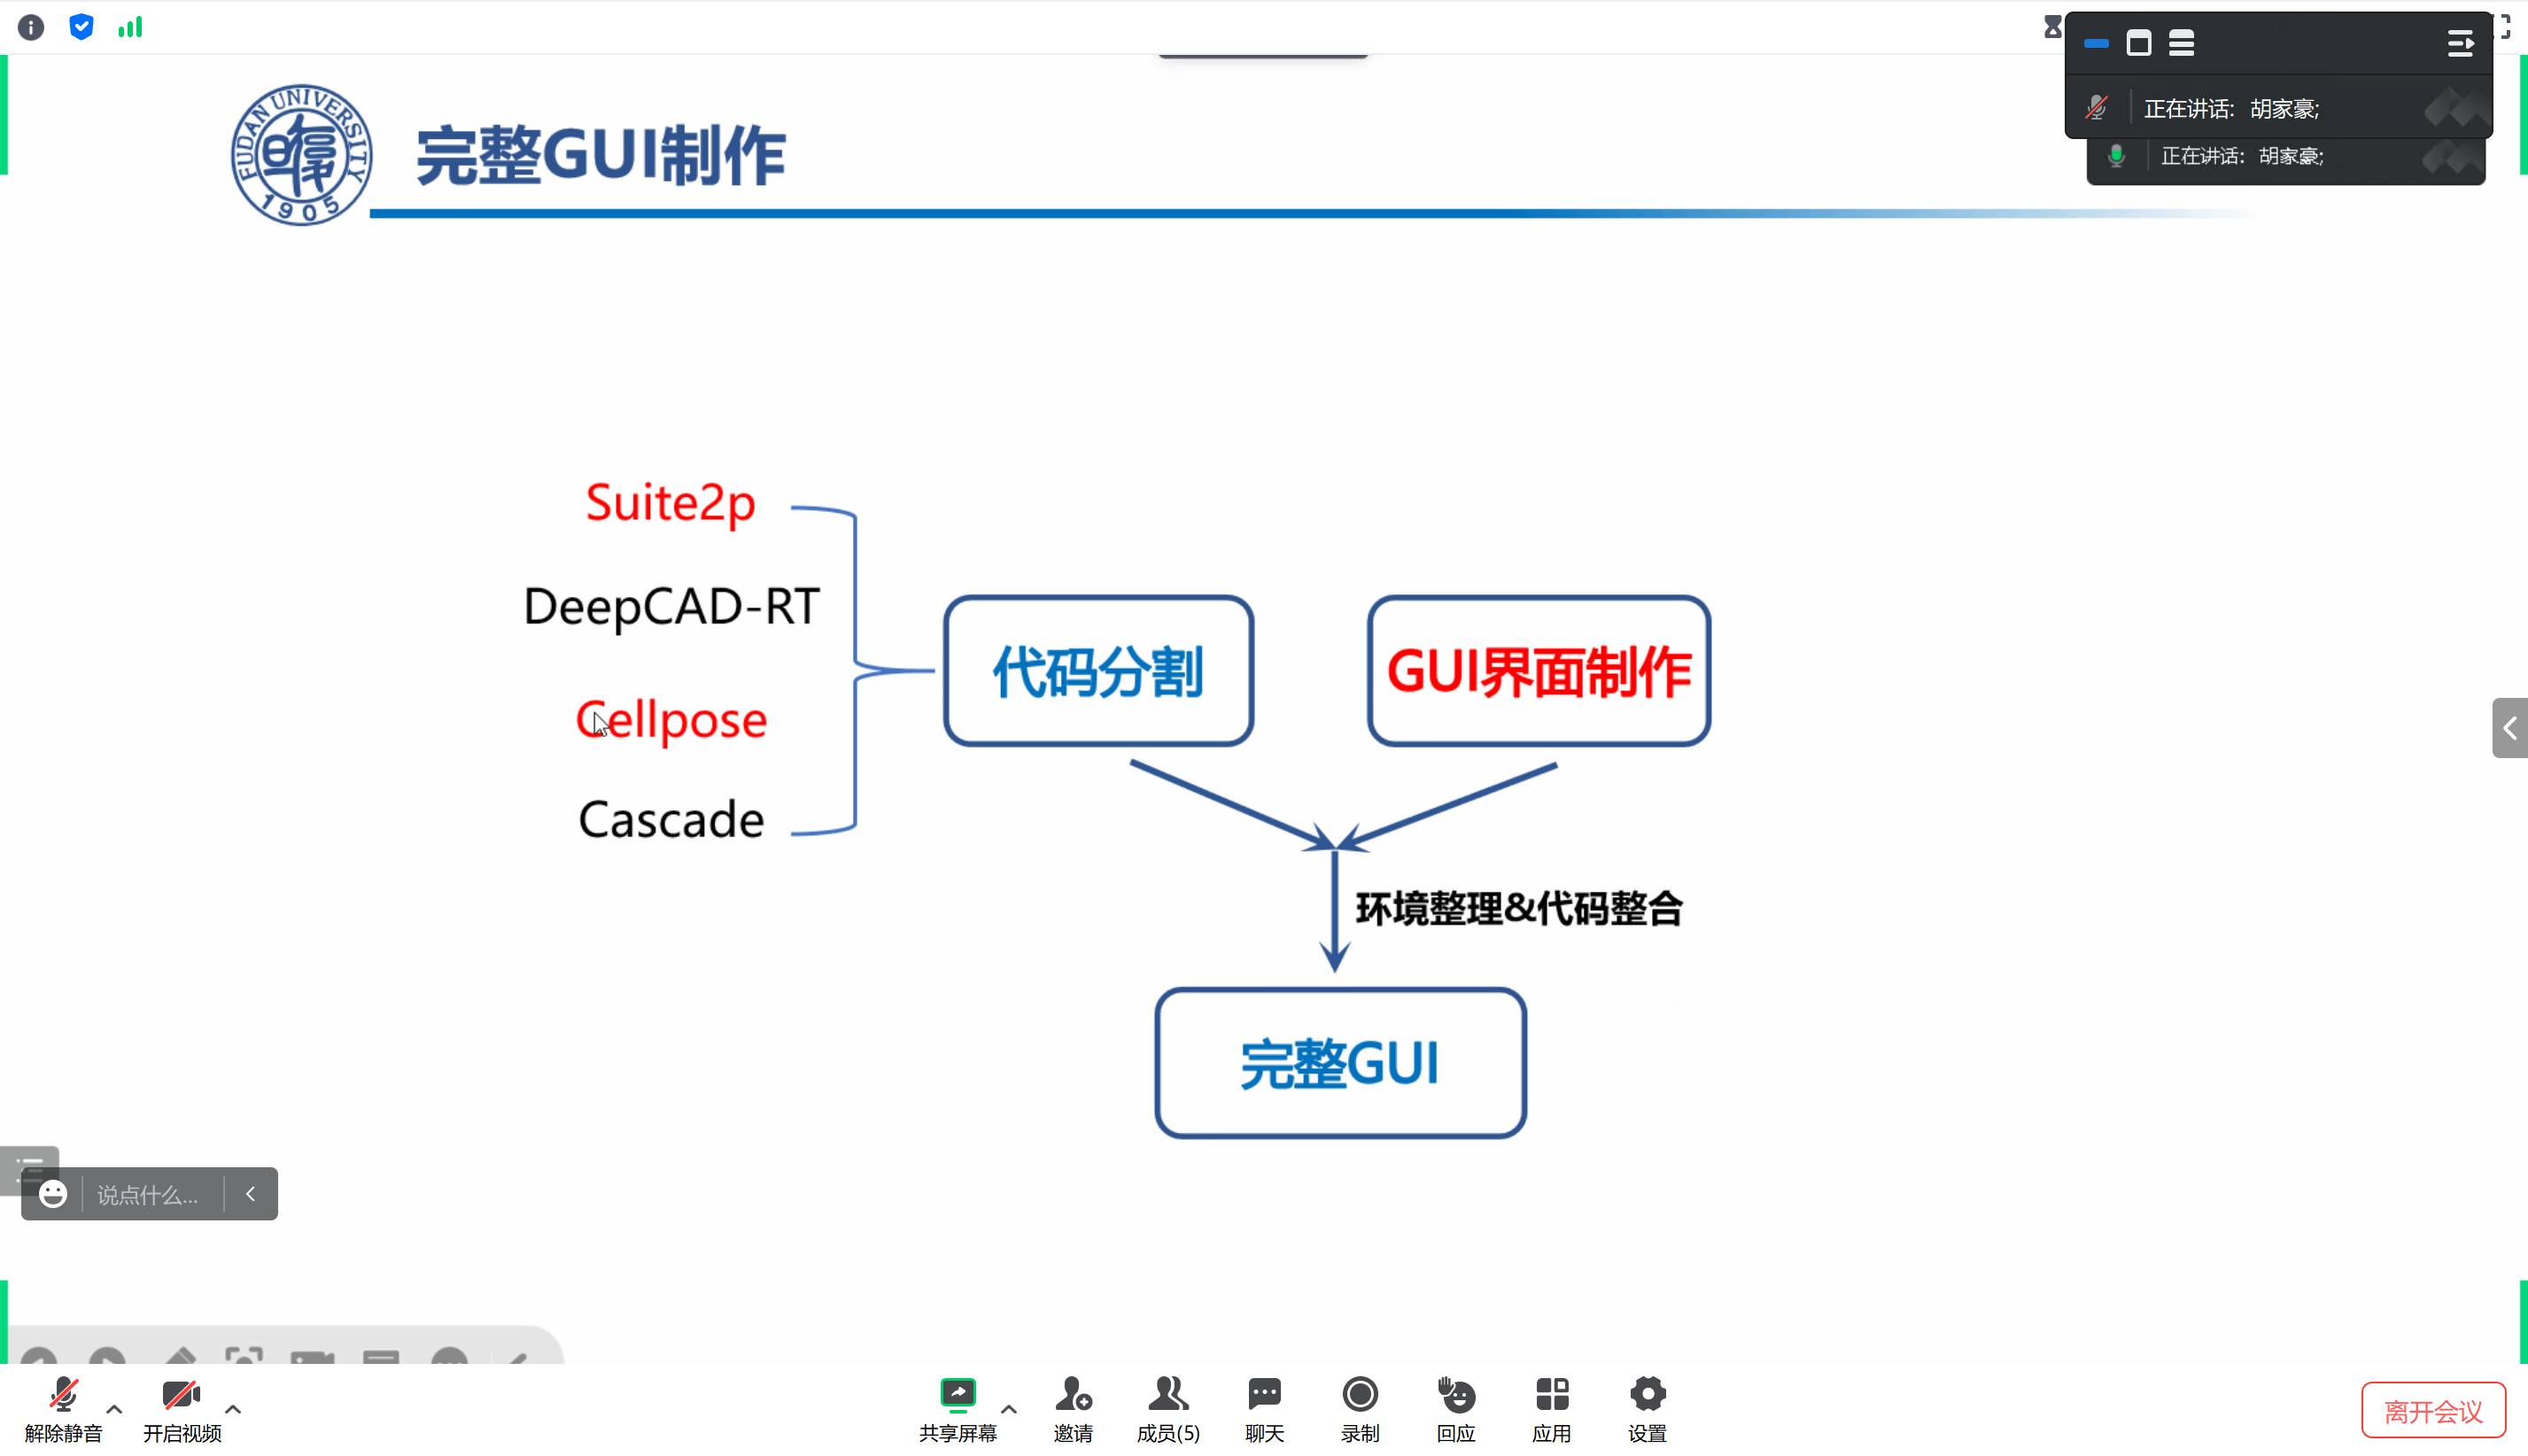 正在讲话: 胡家豪;
正在讲话: 胡家豪;
FUDAN UNIVERSITY
1905
完整GUI制作
Suite2p
DeepCAD-RT
Cellpose
Cascade
代码分割
GUI界面制作
环境整理&代码整合
完整GUI
说点什么...
解除静音
开启视频
共享屏幕
邀请
成员(5)
聊天
录制
回应
应用
设置
离开会议